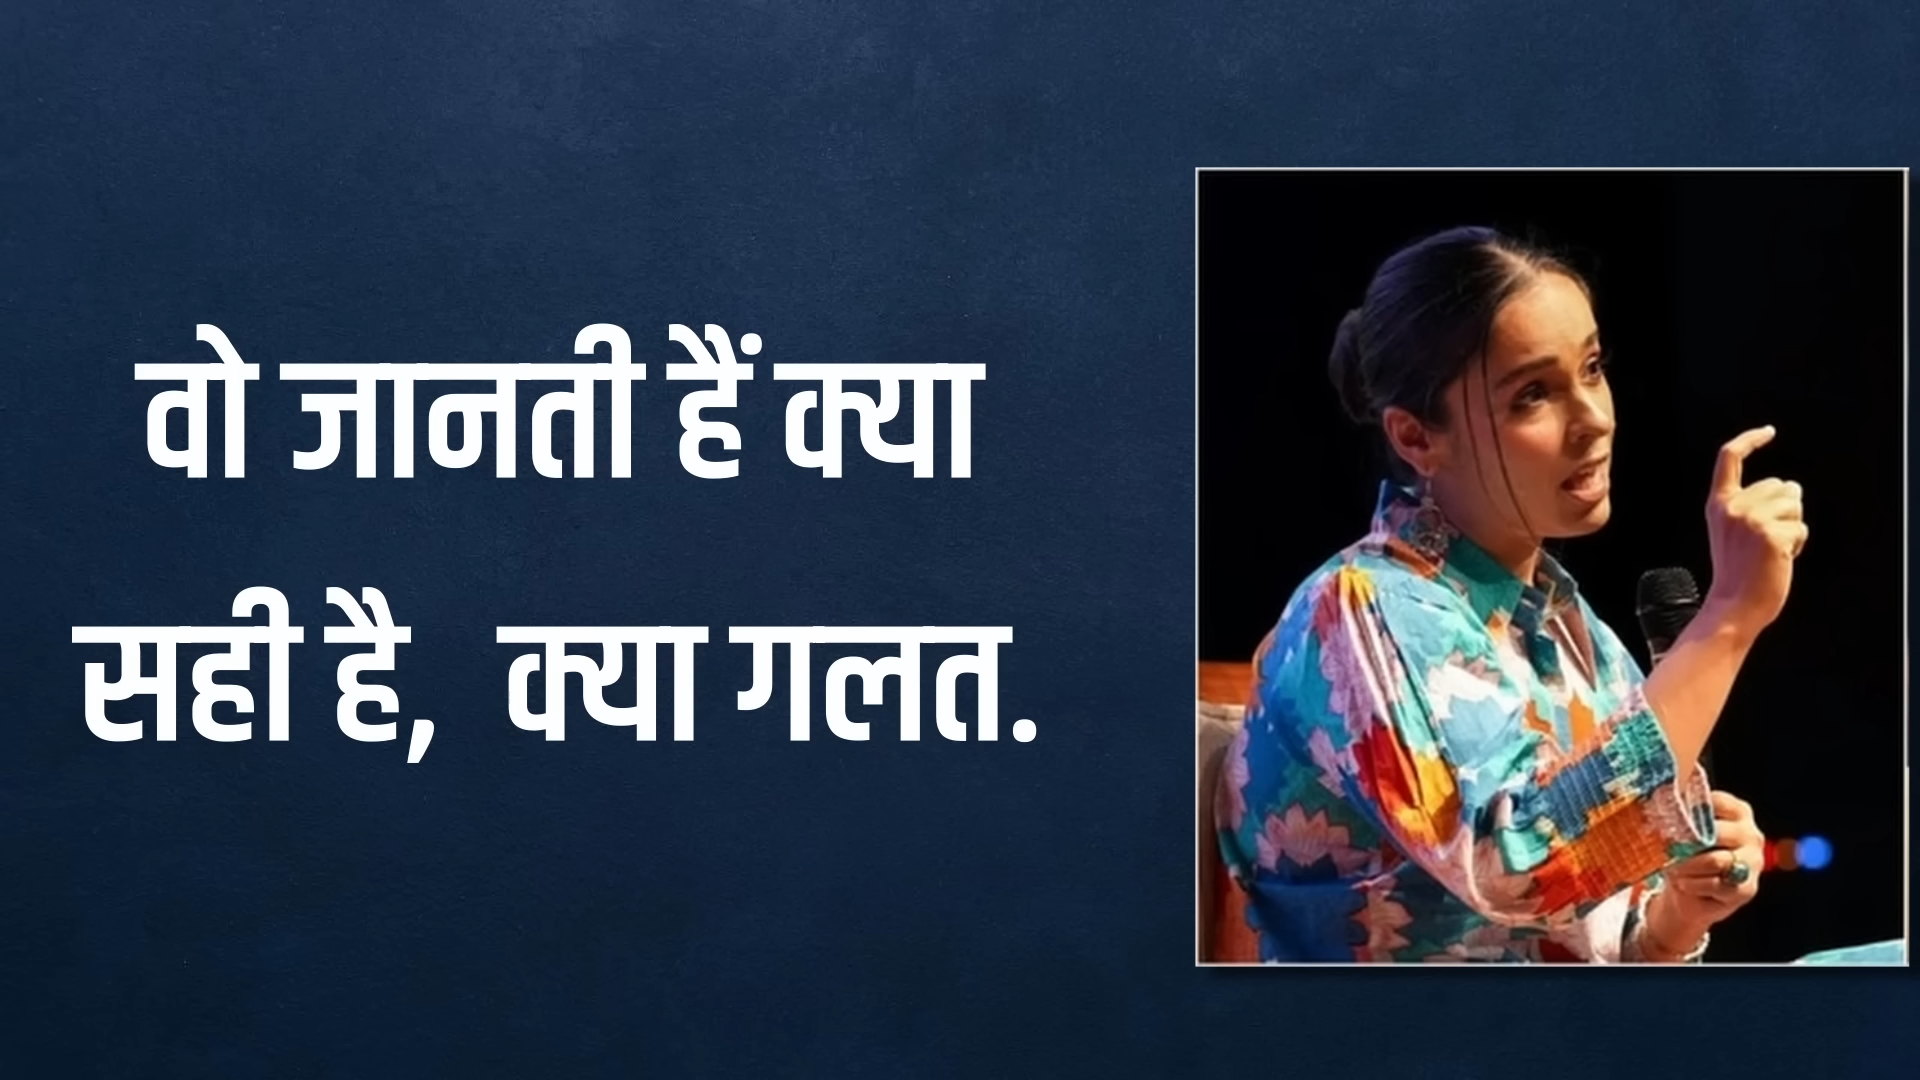 वो जानती हैं क्या
सही है, क्या गलत.